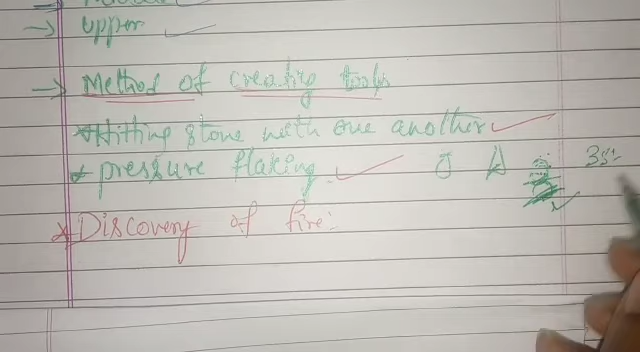 → Upper
→ Method of creating tools
Hitting stone with one another
pressure flaking
Discovery of fire: